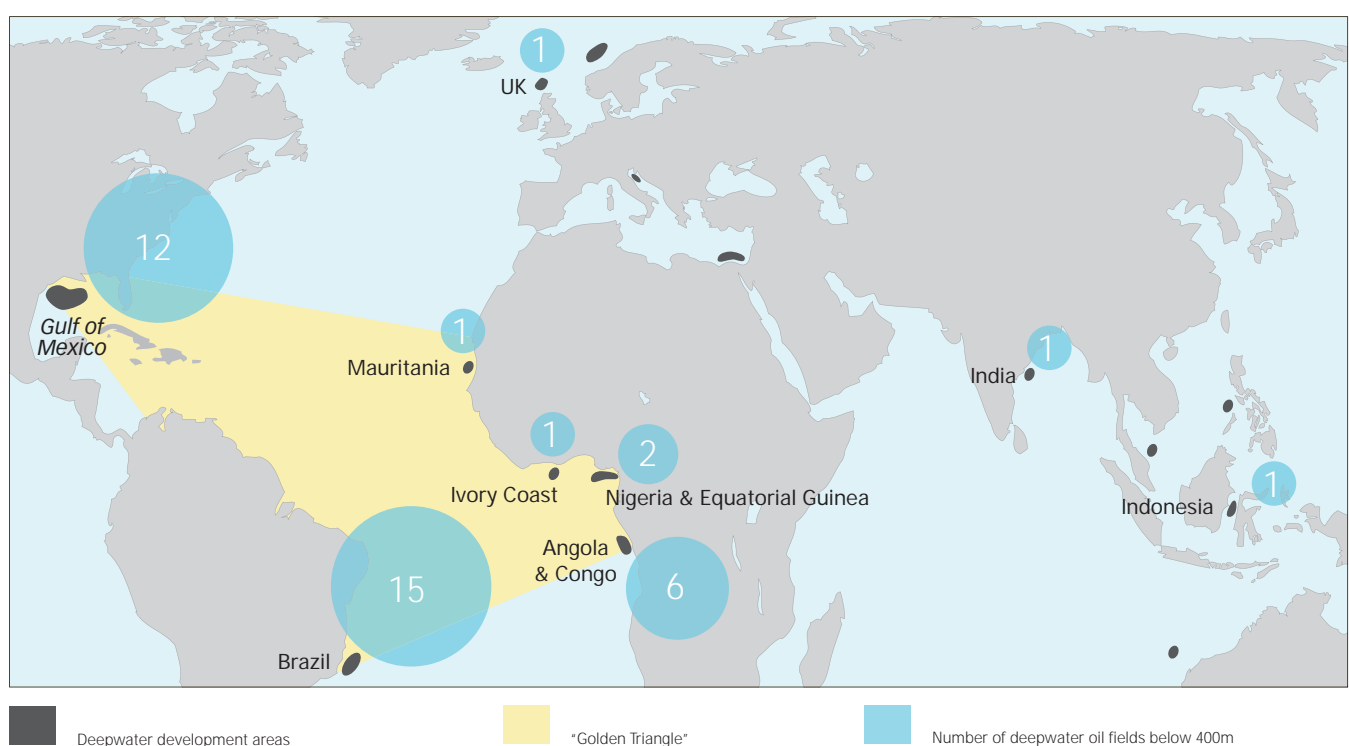 1
UK
12
Gulf of
Mexico
1
Mauritania
1
India
1
2
Ivory Coast
Nigeria & Equatorial Guinea
1
Indonesia
Angola
& Congo
15
6
Brazil
Deepwater development areas
"Golden Triangle"
Number of deepwater oil fields below 400m